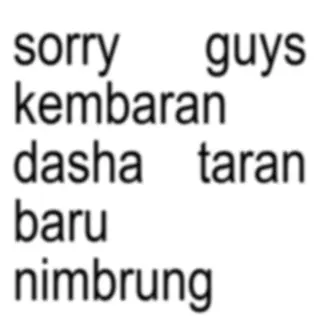 sorry guys
kembaran
dasha taran
baru
nimbrung